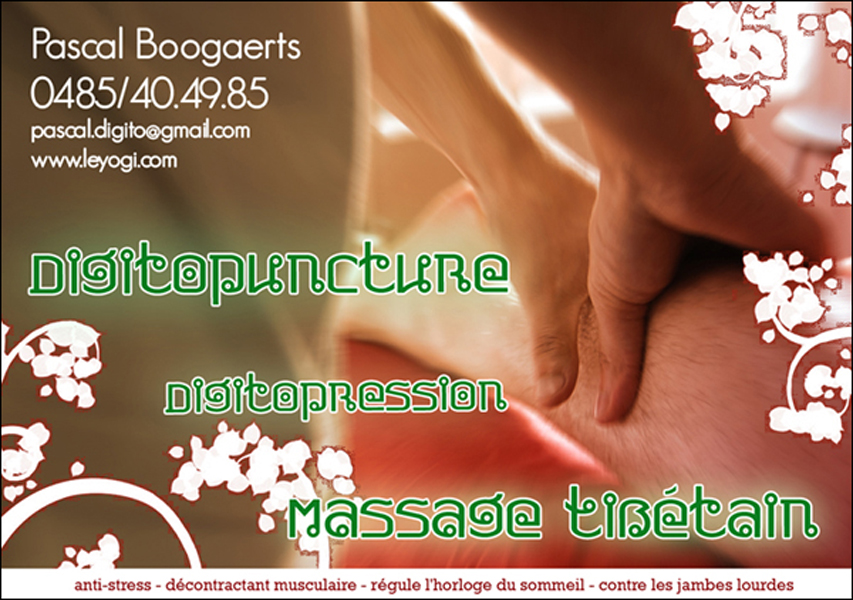 Pascal Boogaerts
0485/40.49.85
pascal.digito@gmail.com
www.leyogi.com
Digitopuncture
Digitopression
Massage tibétain
anti-stress - décontractant musculaire - régule l'horloge du sommeil - contre les jambes lourdes